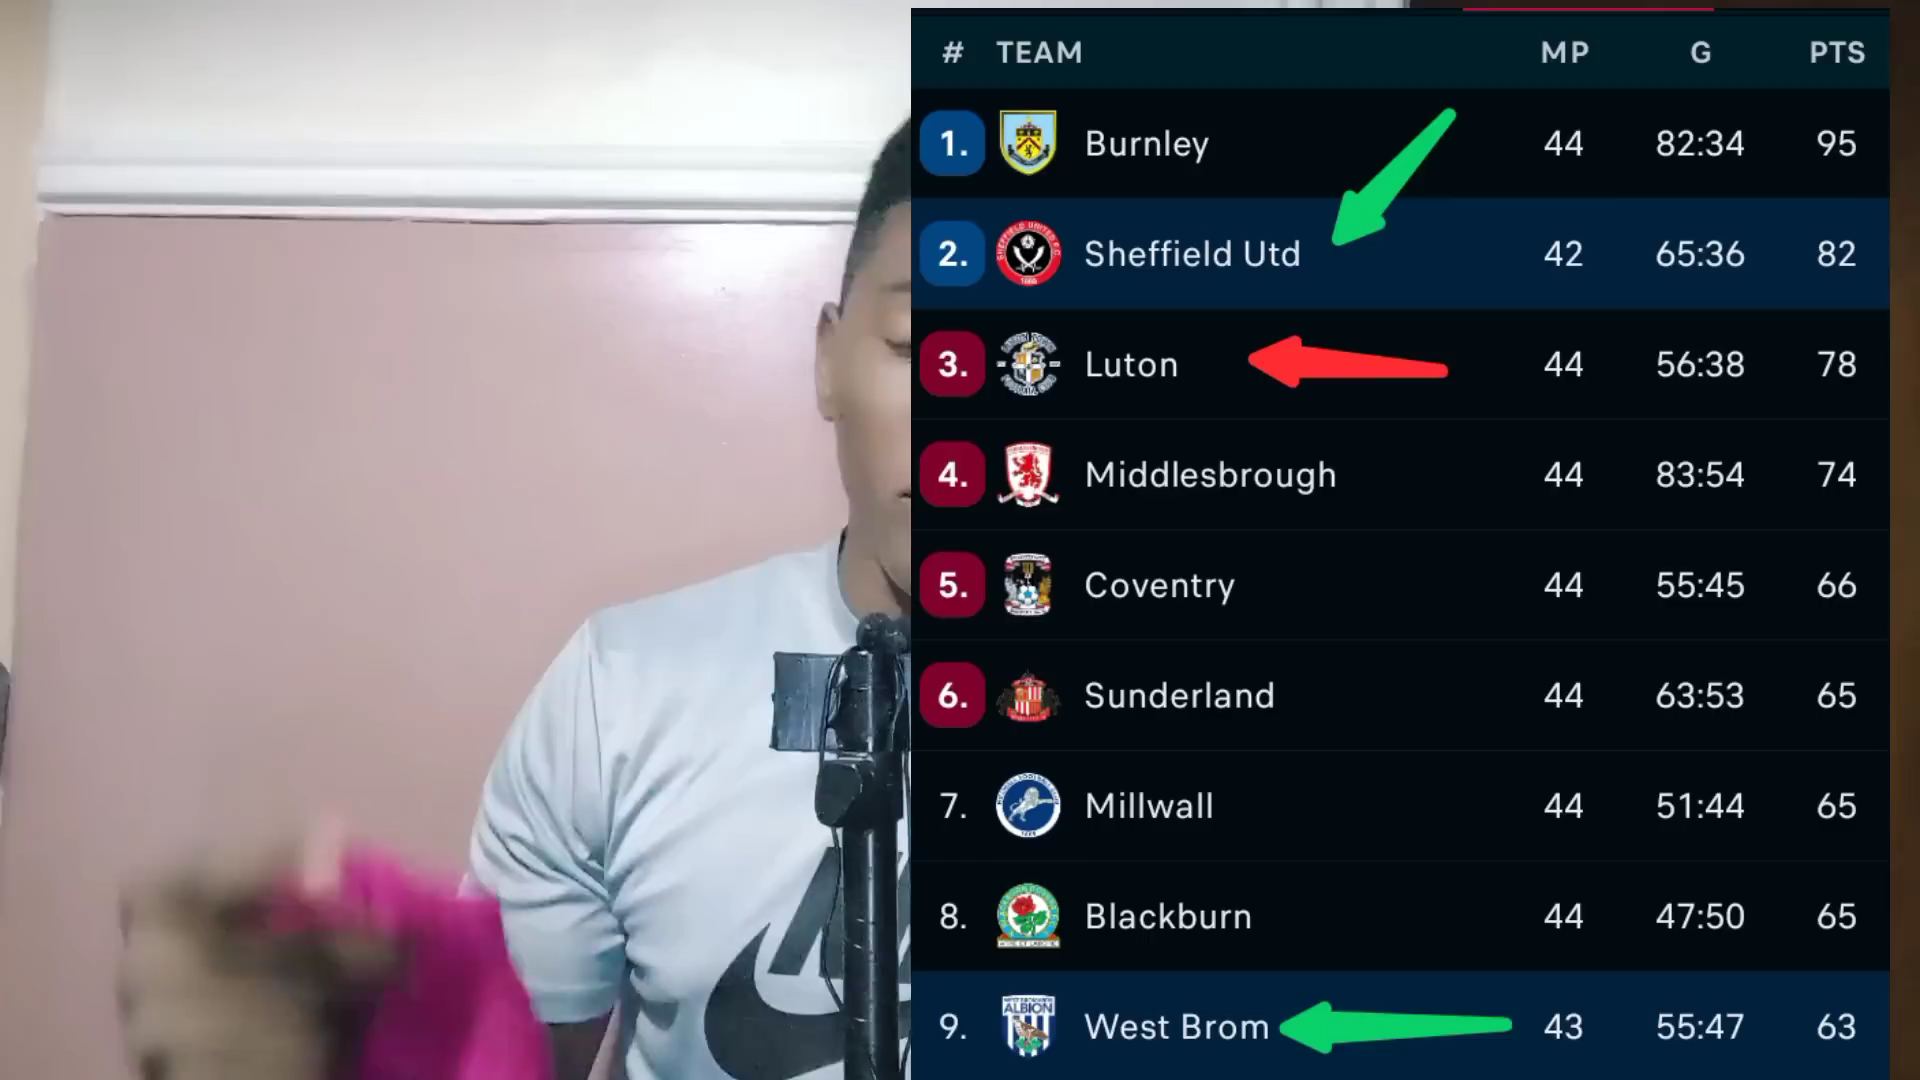 # TEAM MP G PTS
1. Burnley 44 82:34 95
2. Sheffield Utd 42 65:36 82
3. Luton 44 56:38 78
4. Middlesbrough 44 83:54 74
5. Coventry 44 55:45 66
6. Sunderland 44 63:53 65
7. Millwall 44 51:44 65
8. Blackburn 44 47:50 65
ALBION
9. West Brom 43 55:47 63